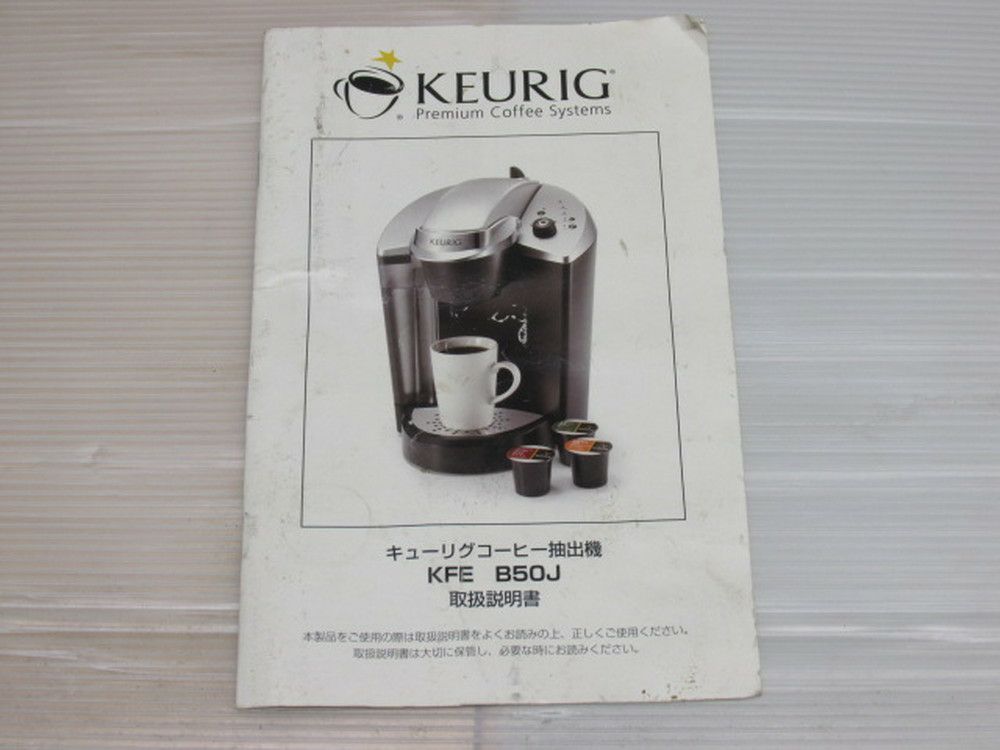 KEURIG®
Premium Coffee Systems
KEURIG
キューリグコーヒー抽出機
KFE B50J
取扱説明書
本製品をご使用の際は取扱説明書をよくお読みの上、正しくご使用ください。
取扱説明書は大切に保管し、必要な時にお読みください。